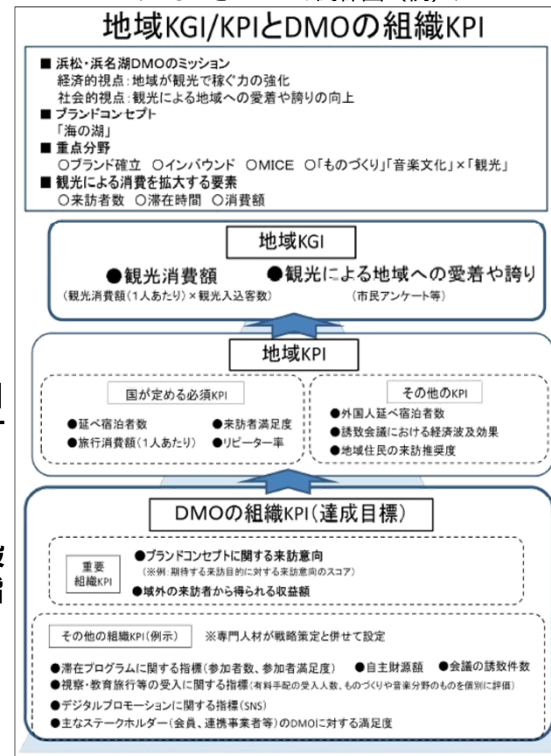 地域KGI/KPIとDMOの組織KPI
■ 浜松・浜名湖DMOのミッション
経済的視点:地域が観光で稼ぐ力の強化
社会的視点:観光による地域への愛着や誇りの向上
■ ブランドコンセプト
「海の湖」
■ 重点分野
○ブランド確立 ○インバウンド ○MICE ○「ものづくり」「音楽文化」×「観光」
■ 観光による消費を拡大する要素
○来訪者数 ○滞在時間 ○消費額
地域KGI
●観光消費額 ●観光による地域への愛着や誇り
(観光消費額(1人あたり)×観光入込客数) (市民アンケート等)
地域KPI
国が定める必須KPI
●延べ宿泊者数 ●来訪者満足度
●旅行消費額(1人あたり) ●リピーター率
その他のKPI
●外国人延べ宿泊者数
●誘致会議における経済波及効果
●地域住民の来訪推奨度
DMOの組織KPI(達成目標)
重要
組織KPI
●ブランドコンセプトに関する来訪意向
(※例:期待する来訪目的に対する来訪意向のスコア)
●域外の来訪者から得られる収益額
その他の組織KPI(例示) ※専門人材が戦略策定と併せて設定
●滞在プログラムに関する指標(参加者数、参加者満足度) ●自主財源額 ●会議の誘致件数
●視察・教育旅行等の受入に関する指標(有料手配の受入人数、ものづくりや音楽分野のものを個別に評価)
●デジタルプロモーションに関する指標(SNS)
●主なステークホルダー(会員、連携事業者等)のDMOに対する満足度